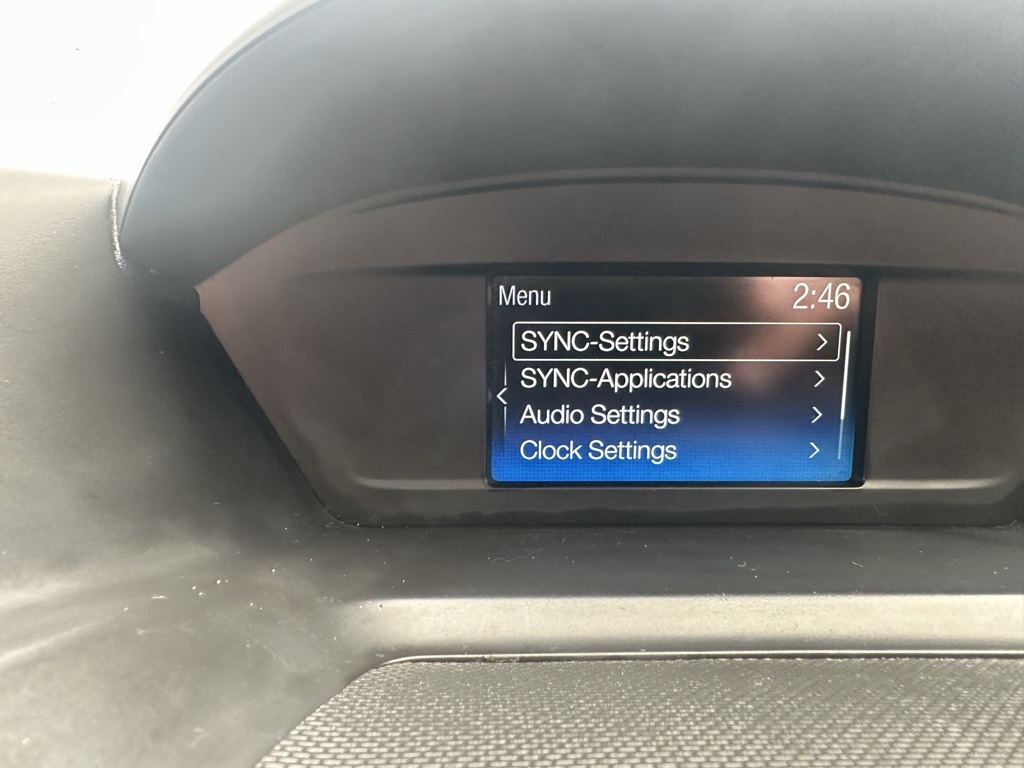 Menu 2:46
SYNC-Settings
SYNC-Applications
Audio Settings
Clock Settings